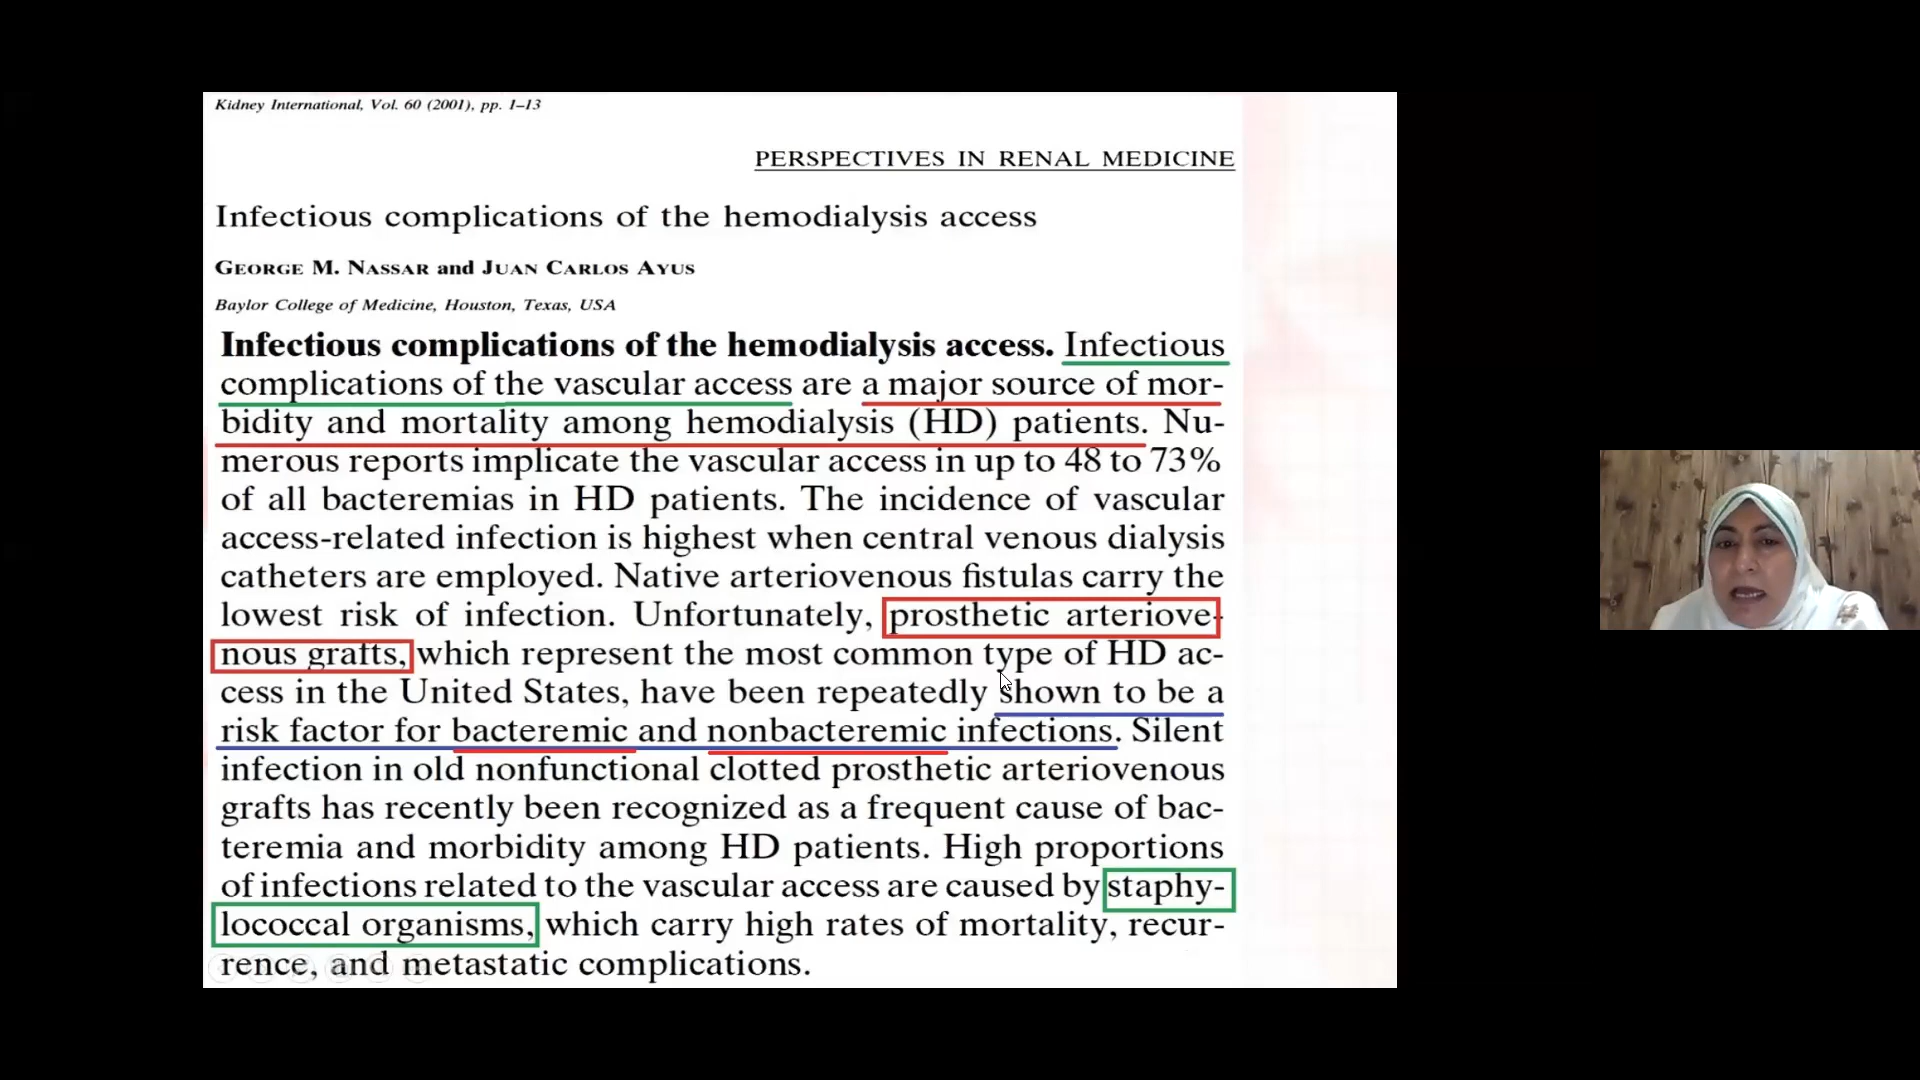 Kidney International, Vol. 60 (2001), pp. 1–13
PERSPECTIVES IN RENAL MEDICINE
Infectious complications of the hemodialysis access
GEORGE M. NASSAR and JUAN CARLOS AYUS
Baylor College of Medicine, Houston, Texas, USA
Infectious complications of the hemodialysis access. Infectious
complications of the vascular access are a major source of mor-
bidity and mortality among hemodialysis (HD) patients. Nu-
merous reports implicate the vascular access in up to 48 to 73%
of all bacteremias in HD patients. The incidence of vascular
access-related infection is highest when central venous dialysis
catheters are employed. Native arteriovenous fistulas carry the
lowest risk of infection. Unfortunately, prosthetic arteriove-
nous grafts, which represent the most common type of HD ac-
cess in the United States, have been repeatedly shown to be a
risk factor for bacteremic and nonbacteremic infections. Silent
infection in old nonfunctional clotted prosthetic arteriovenous
grafts has recently been recognized as a frequent cause of bac-
teremia and morbidity among HD patients. High proportions
of infections related to the vascular access are caused by staphy-
lococcal organisms, which carry high rates of mortality, recur-
rence, and metastatic complications.